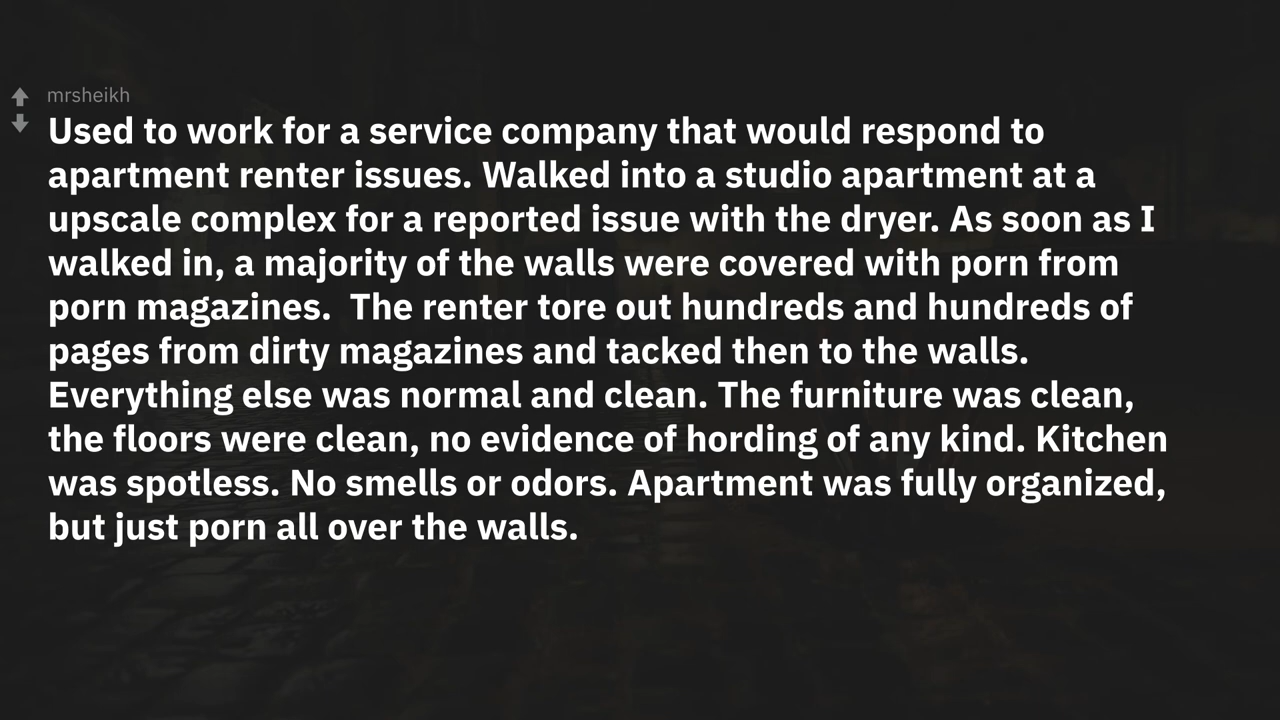 mrsheikh
Used to work for a service company that would respond to
apartment renter issues. Walked into a studio apartment at a
upscale complex for a reported issue with the dryer. As soon as I
walked in, a majority of the walls were covered with porn from
porn magazines.  The renter tore out hundreds and hundreds of
pages from dirty magazines and tacked then to the walls.
Everything else was normal and clean. The furniture was clean,
the floors were clean, no evidence of hording of any kind. Kitchen
was spotless. No smells or odors. Apartment was fully organized,
but just porn all over the walls.